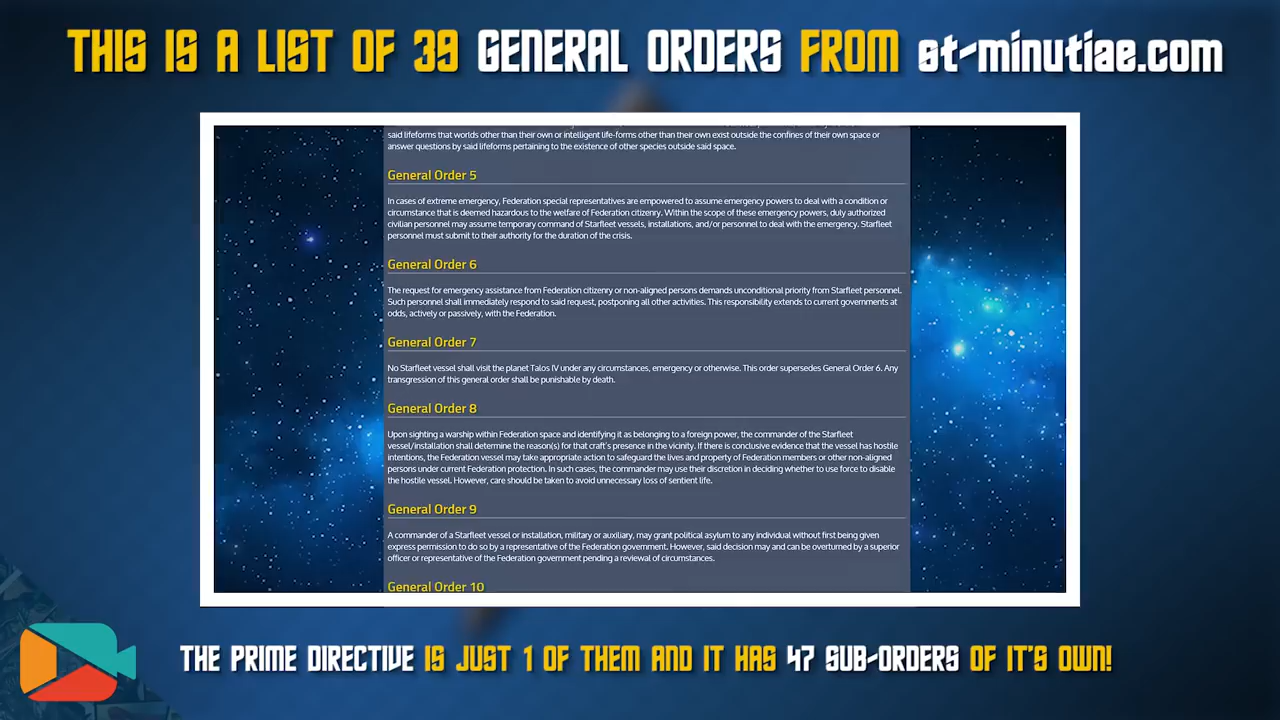 THIS IS A LIST OF 39 GENERAL ORDERS FROM st-minutiae.com
said lifeforms that worlds other than their own or intelligent life-forms other than their own exist outside the confines of their own space or
answer questions by said lifeforms pertaining to the existence of other species outside said space.
General Order 5
In cases of extreme emergency, Federation special representatives are empowered to assume emergency powers to deal with a condition or
circumstance that is deemed hazardous to the welfare of Federation citizenry. Within the scope of these emergency powers, duly authorized
civilian personnel may assume temporary command of Starfleet vessels, installations, and/or personnel to deal with the emergency. Starfleet
personnel must submit to their authority for the duration of the crisis.
General Order 6
The request for emergency assistance from Federation citizenry or non-aligned persons demands unconditional priority from Starfleet personnel.
Such personnel shall immediately respond to said request, postponing all other activities. This responsibility extends to current governments at
odds, actively or passively, with the Federation.
General Order 7
No Starfleet vessel shall visit the planet Talos IV under any circumstances, emergency or otherwise. This order supersedes General Order 6. Any
transgression of this general order shall be punishable by death.
General Order 8
Upon sighting a warship within Federation space and identifying it as belonging to a foreign power, the commander of the Starfleet
vessel/installation shall determine the reason(s) for that craft's presence in the vicinity. If there is conclusive evidence that the vessel has hostile
intentions, the Federation vessel may take appropriate action to safeguard the lives and property of Federation members or other non-aligned
persons under current Federation protection. In such cases, the commander may use their discretion in deciding whether to use force to disable
the hostile vessel. However, care should be taken to avoid unnecessary loss of sentient life.
General Order 9
A commander of a Starfleet vessel or installation, military or auxiliary, may grant political asylum to any individual without first being given
express permission to do so by a representative of the Federation government. However, said decision may and can be overturned by a superior
officer or representative of the Federation government pending a reviewal of circumstances.
General Order 10
THE PRIME DIRECTIVE IS JUST 1 OF THEM AND IT HAS 47 SUB-ORDERS OF IT'S OWN!